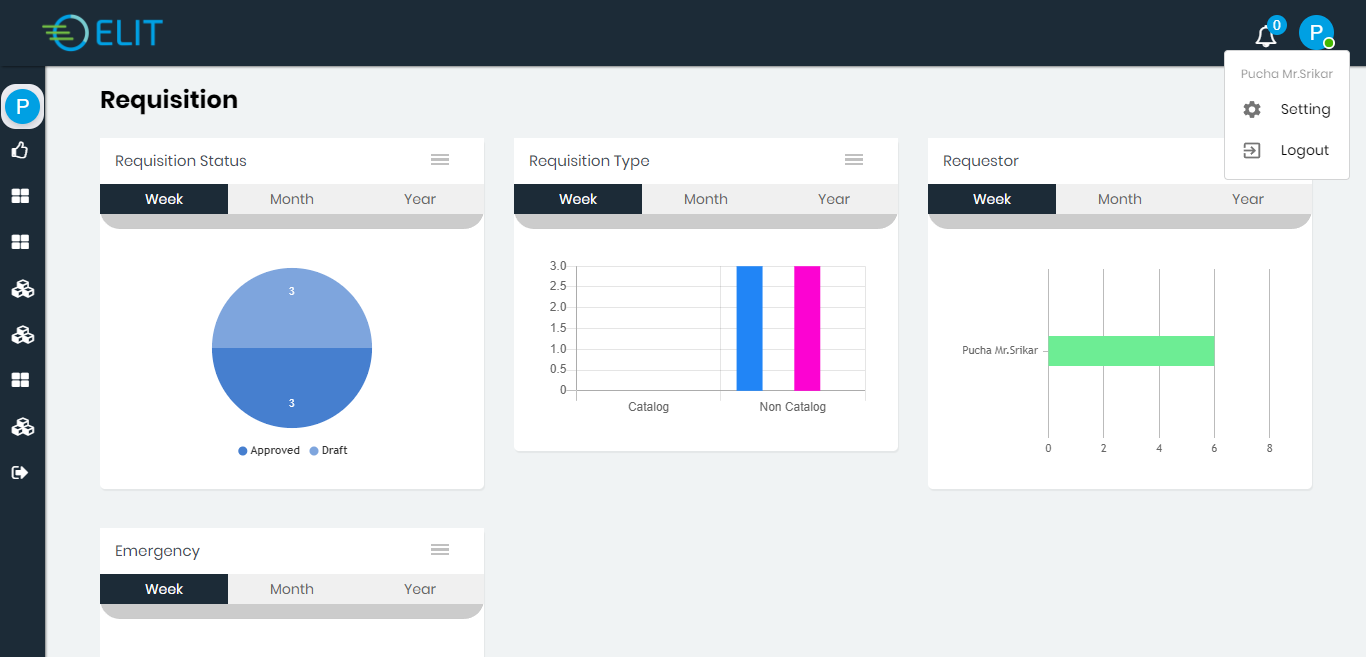 ELIT
0
P
Pucha Mr.Srikar
Setting
Logout
P
Requisition
Requisition Status
Week Month Year
3
3
Approved Draft
Requisition Type
Week Month Year
3.0
2.5
2.0
1.5
1.0
0.5
0
Catalog Non Catalog
Requestor
Week Month Year
Pucha Mr.Srikar
0 2 4 6 8
Emergency
Week Month Year